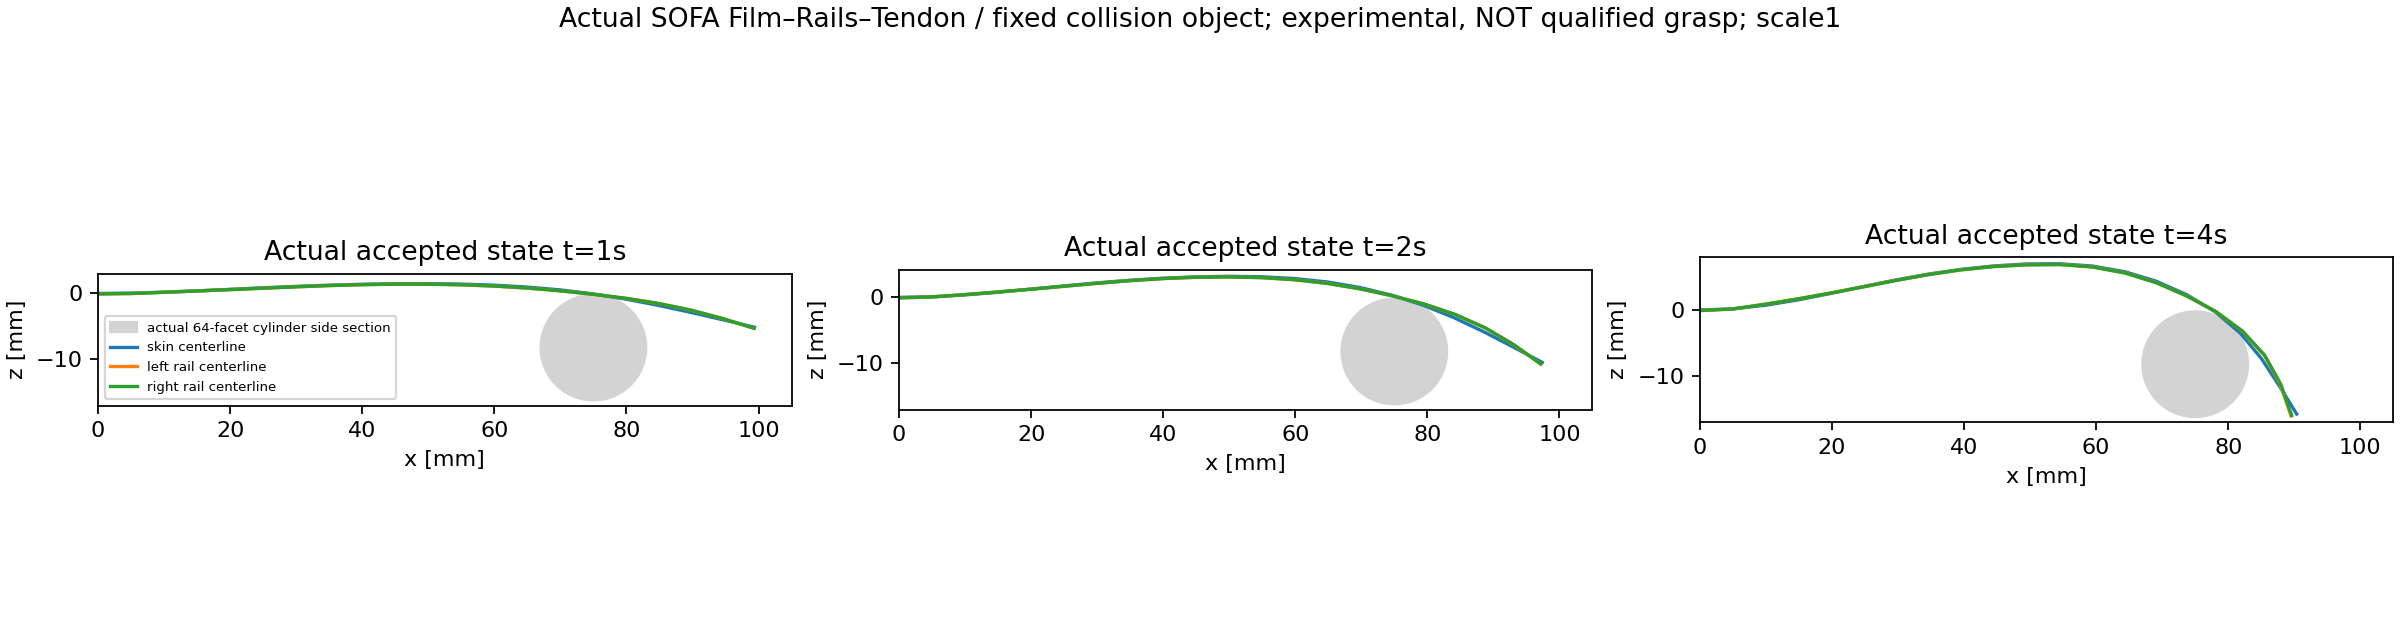 Actual SOFA Film–Rails–Tendon / fixed collision object; experimental, NOT qualified grasp; scale1
Actual accepted state t=1s
0
−10
z [mm]
actual 64-facet cylinder side section
skin centerline
left rail centerline
right rail centerline
0 20 40 60 80 100
x [mm]
Actual accepted state t=2s
0
−10
z [mm]
0 20 40 60 80 100
x [mm]
Actual accepted state t=4s
0
−10
z [mm]
0 20 40 60 80 100
x [mm]